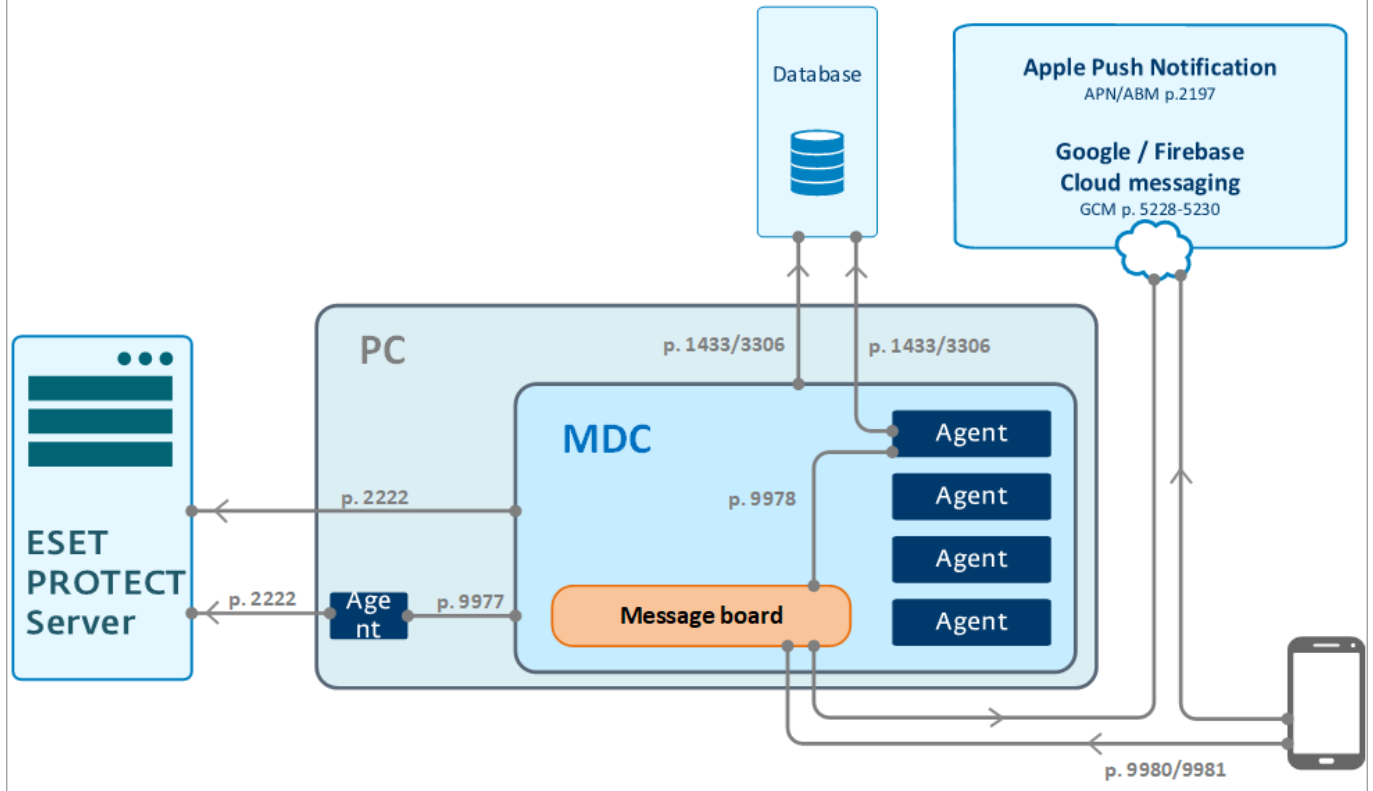 Database
Apple Push Notification
APN/ABM p.2197
Google / Firebase
Cloud messaging
GCM p. 5228-5230
PC
p. 1433/3306
p. 1433/3306
MDC
Agent
p. 9978
Agent
p. 2222
ESET
PROTECT
Server
Agent
p. 2222
Age
nt
p. 9977
Message board
Agent
p. 9980/9981